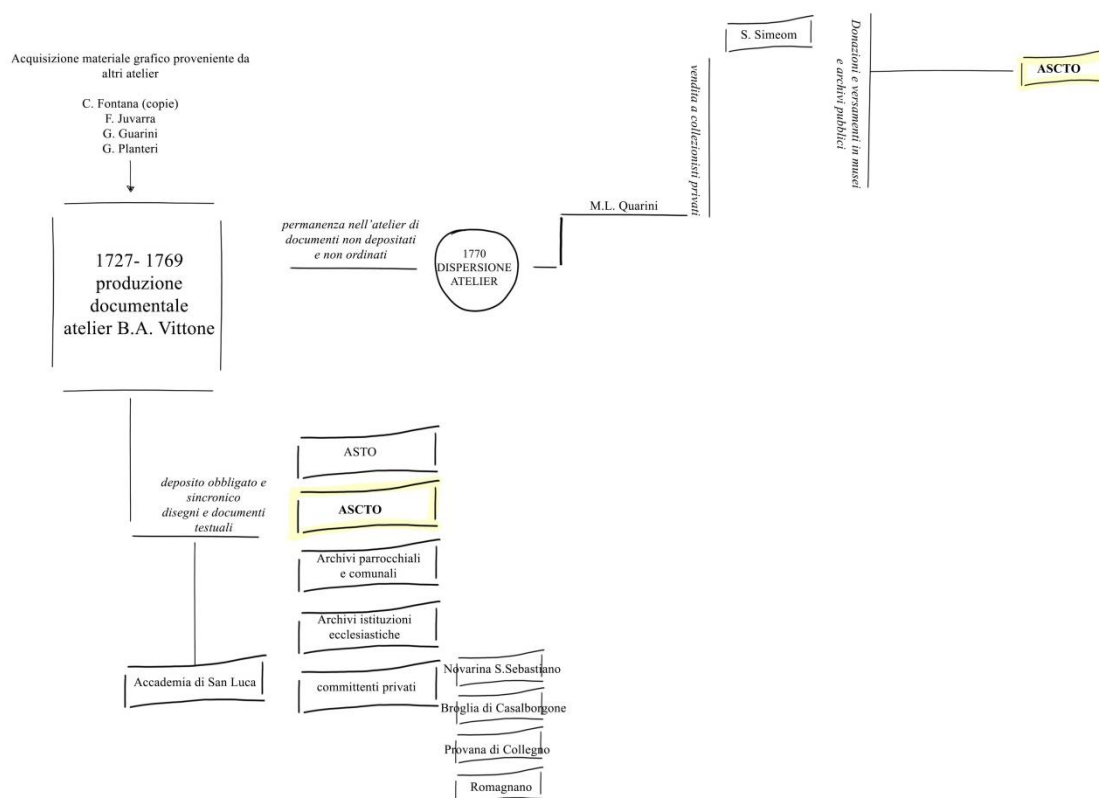 Acquisizione materiale grafico proveniente da
altri atelier
C. Fontana (copie)
F. Juvarra
G. Guarini
G. Planteri
1727- 1769
produzione
documentale
atelier B.A. Vittone
permanenza nell'atelier di
documenti non depositati
e non ordinati
1770
DISPERSIONE
ATELIER
M.L. Quarini
vendita a collezionisti privati
S. Simeom
Donazioni e versamenti in musei
e archivi pubblici
ASCTO
deposito obbligato e
sincronico
disegni e documenti
testuali
Accademia di San Luca
ASTO
ASCTO
Archivi parrocchiali
e comunali
Archivi istituzioni
ecclesiastiche
committenti privati
Novarina S.Sebastiano
Broglia di Casalborgone
Provana di Collegno
Romagnano